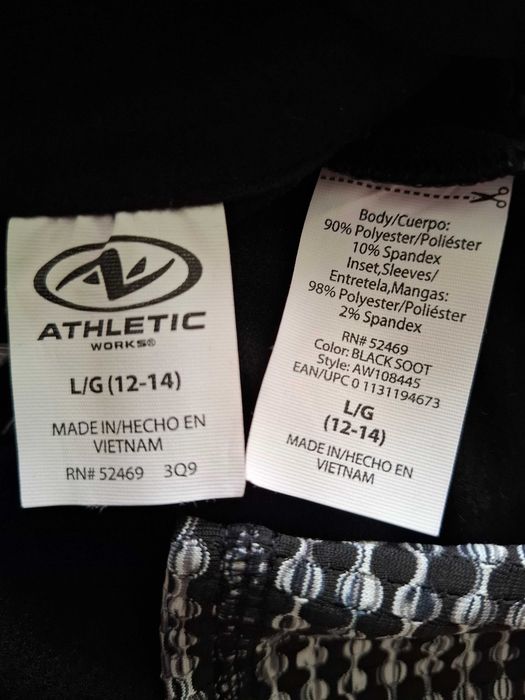 ATHLETIC
WORKS®
L/G (12-14)
MADE IN/HECHO EN
VIETNAM
RN# 52469 3Q9
Body/Cuerpo:
90% Polyester/Poliéster
10% Spandex
Inset,Sleeves/
Entretela,Mangas:
98% Polyester/Poliéster
2% Spandex
RN# 52469
Color: BLACK SOOT
Style: AW108445
EAN/UPC 0 1131194673
L/G
(12-14)
MADE IN/HECHO EN
VIETNAM